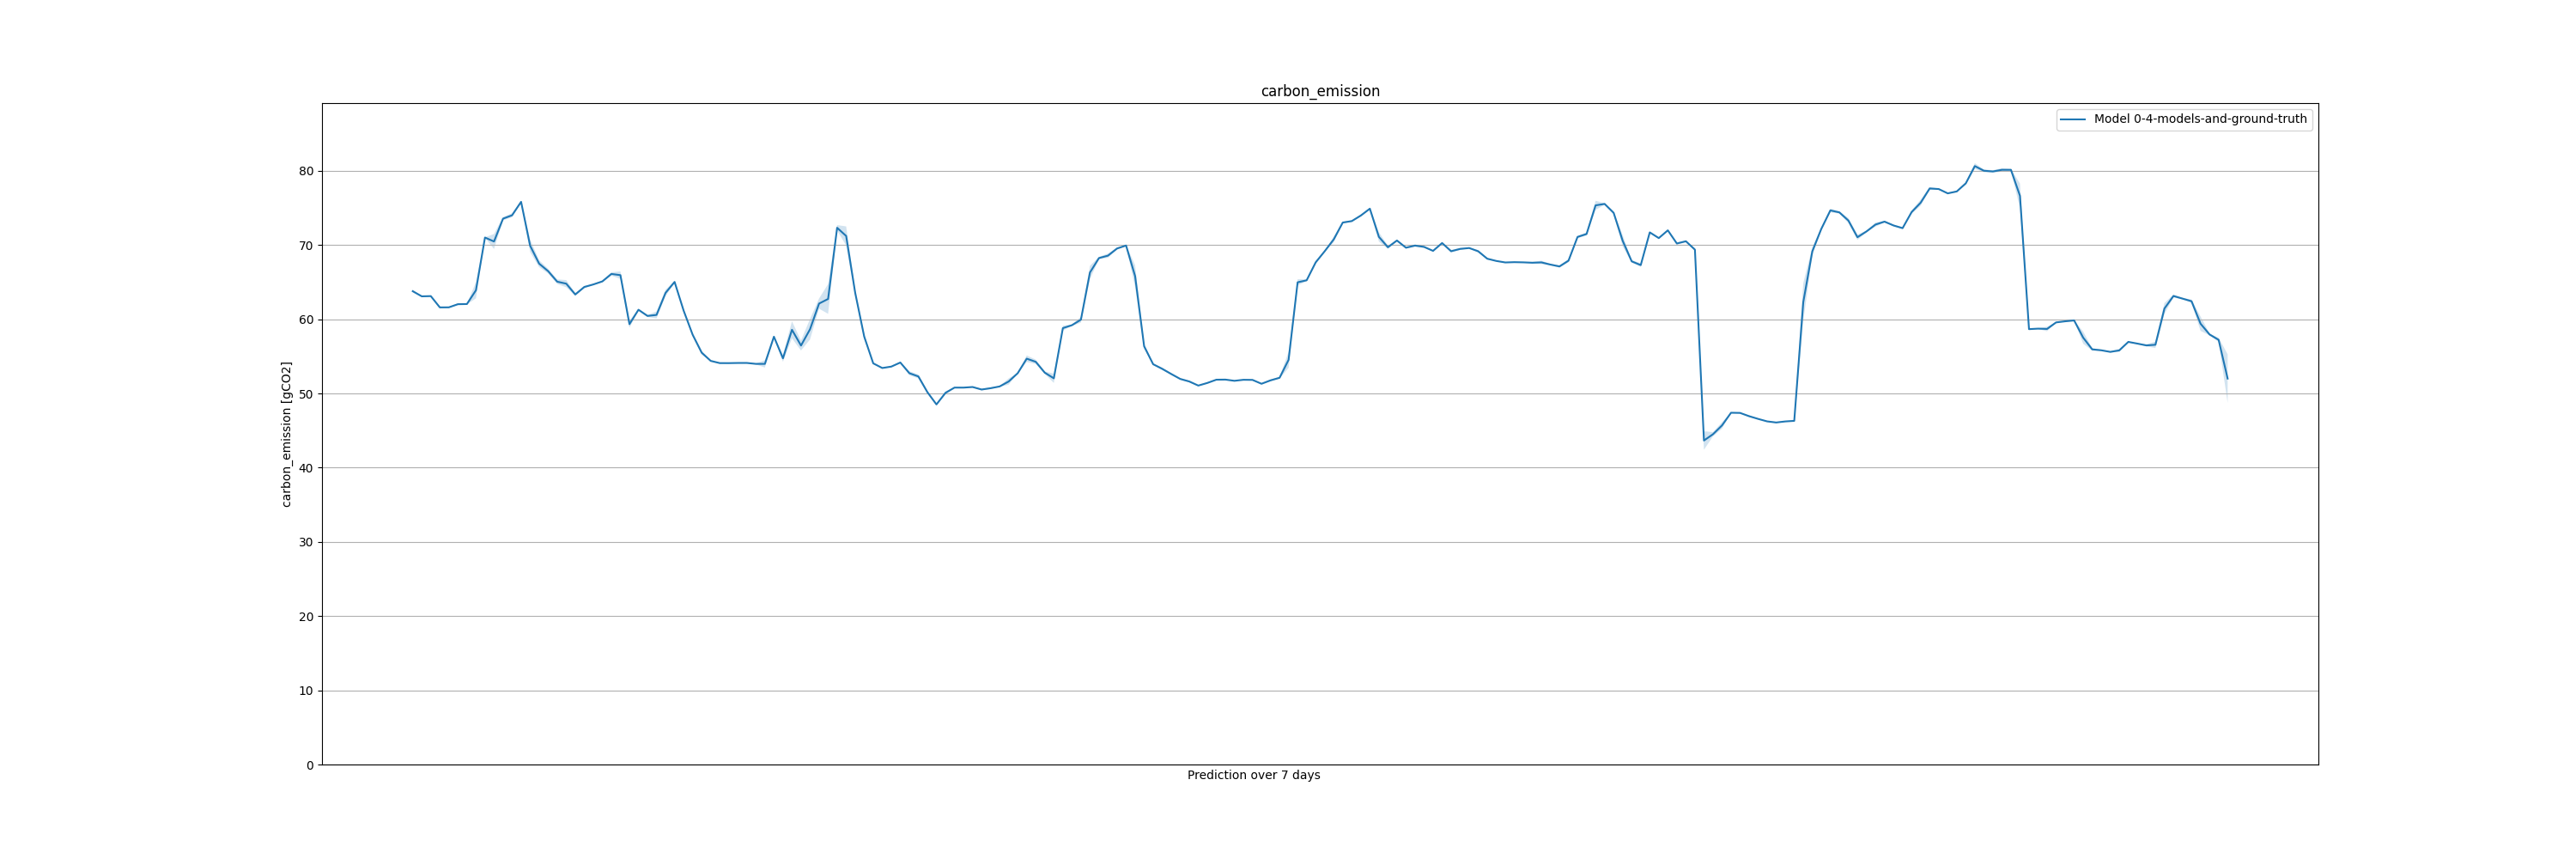 carbon_emission
Model 0-4-models-and-ground-truth
carbon_emission [gCO2]
80
70
60
50
40
30
20
10
0
Prediction over 7 days